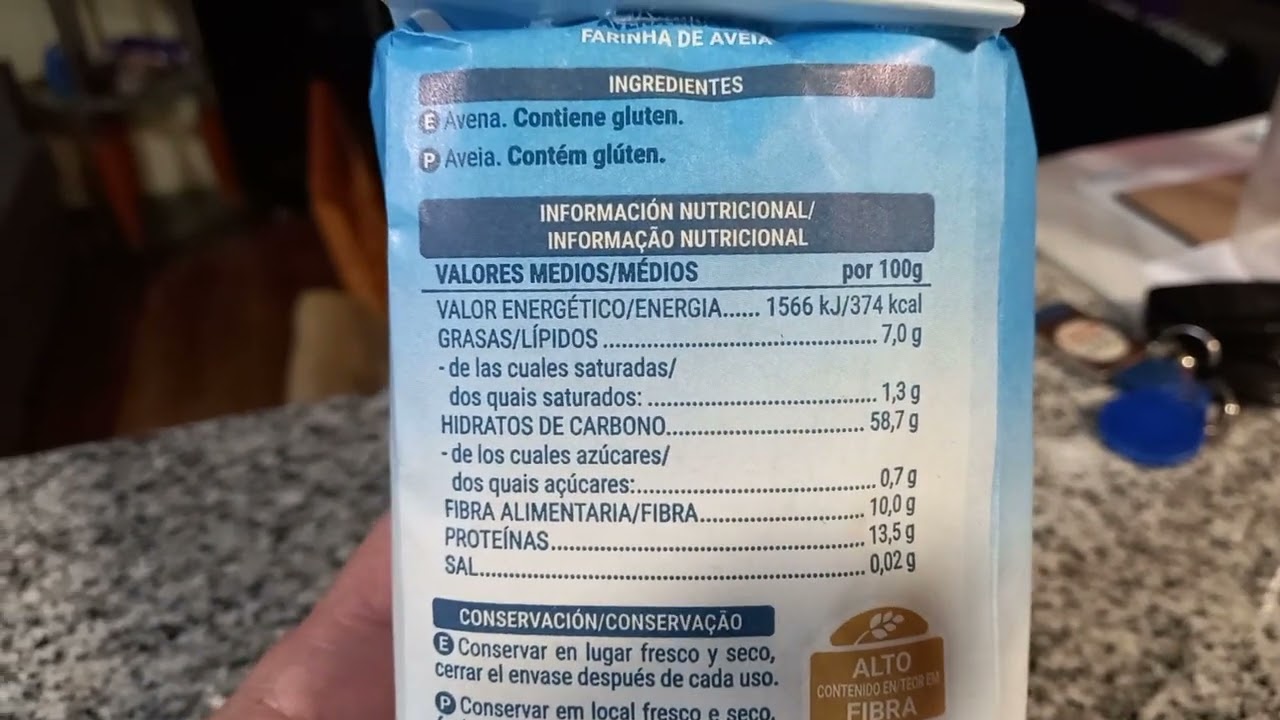 FARINHA DE AVEIA
INGREDIENTES
E Avena. Contiene gluten.
P Aveia. Contém glúten.
INFORMACIÓN NUTRICIONAL/
INFORMAÇÃO NUTRICIONAL
VALORES MEDIOS/MÉDIOS por 100g
VALOR ENERGÉTICO/ENERGIA...... 1566 kJ/374 kcal
GRASAS/LÍPIDOS ............................................. 7,0 g
- de las cuales saturadas/
dos quais saturados: ..................................... 1,3 g
HIDRATOS DE CARBONO................................ 58,7 g
- de los cuales azúcares/
dos quais açúcares:....................................... 0,7 g
FIBRA ALIMENTARIA/FIBRA.......................... 10,0 g
PROTEÍNAS.................................................... 13,5 g
SAL................................................................ 0,02 g
CONSERVACIÓN/CONSERVAÇÃO
E Conservar en lugar fresco y seco,
cerrar el envase después de cada uso.
P Conservar em local fresco e seco,
ALTO
CONTENIDO EN/TEOR EM
FIBRA